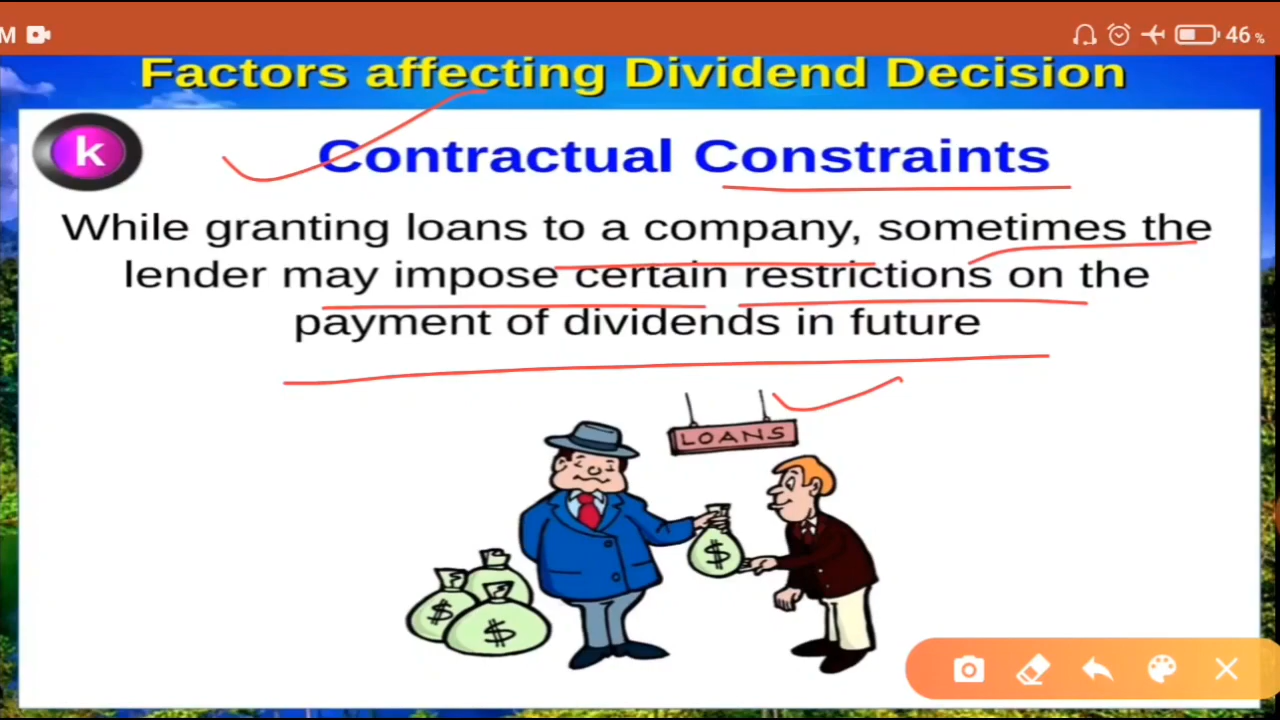 M
46%
Factors affecting Dividend Decision
k
Contractual Constraints
While granting loans to a company, sometimes the
lender may impose certain restrictions on the
payment of dividends in future
LOANS
$
$
$